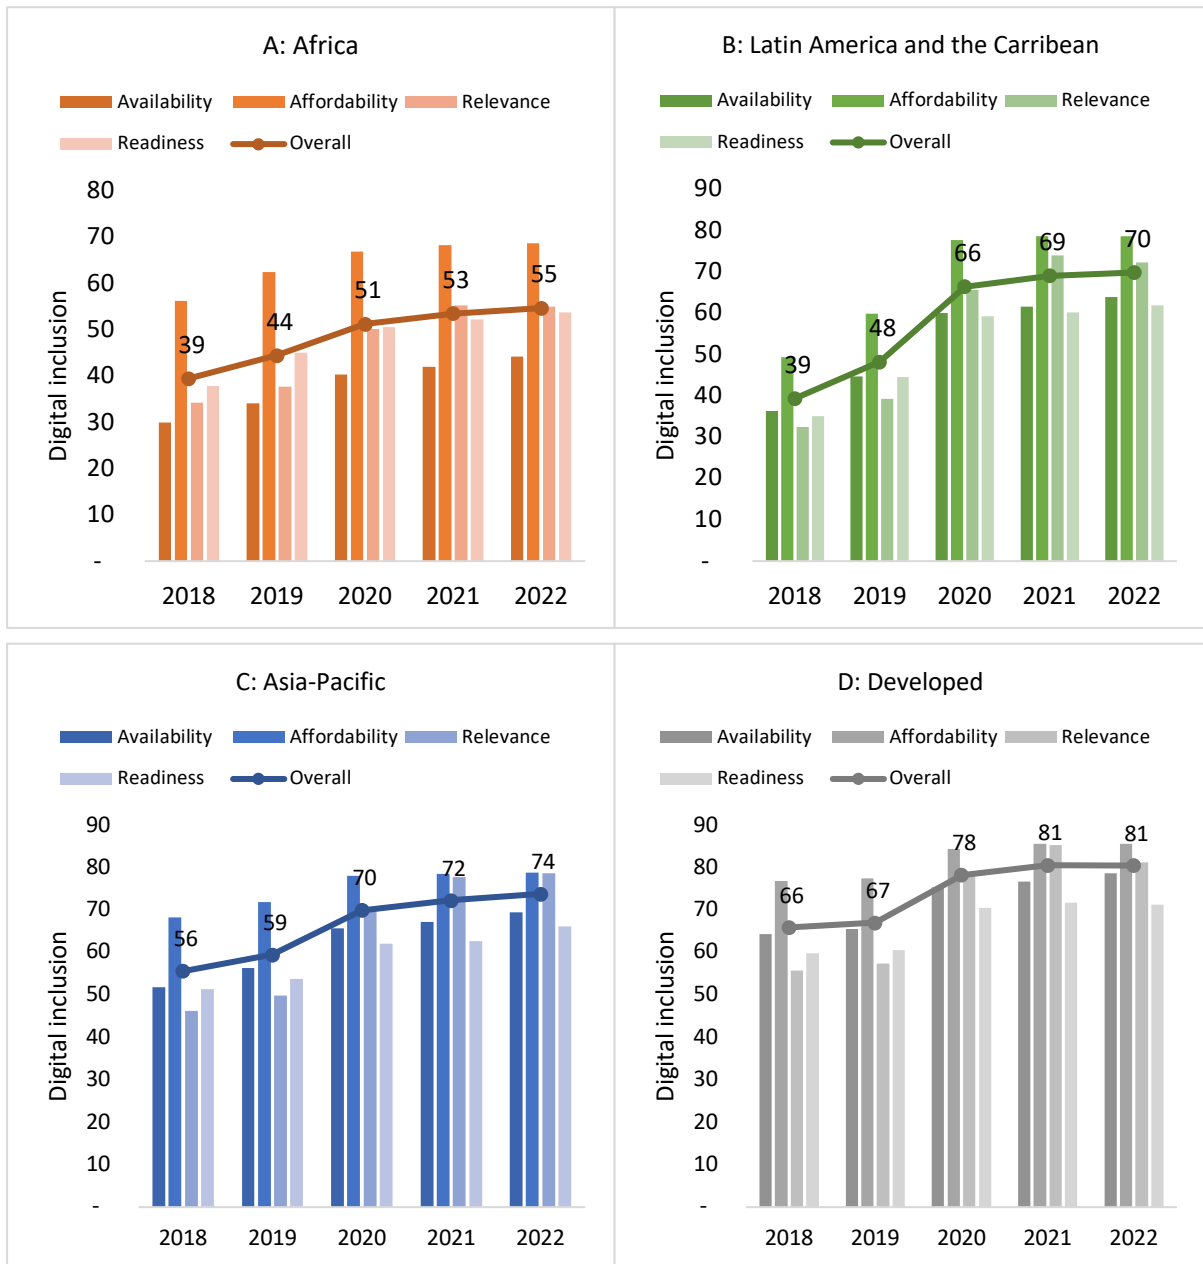 A: Africa
Availability Affordability Relevance
Readiness Overall
Digital inclusion
80
70
60
50
40
30
20
10
-
39
44
51
53
55
2018 2019 2020 2021 2022
B: Latin America and the Carribean
Availability Affordability Relevance
Readiness Overall
Digital inclusion
90
80
70
60
50
40
30
20
10
-
39
48
66
69
70
2018 2019 2020 2021 2022
C: Asia-Pacific
Availability Affordability Relevance
Readiness Overall
Digital inclusion
90
80
70
60
50
40
30
20
10
-
56
59
70
72
74
2018 2019 2020 2021 2022
D: Developed
Availability Affordability Relevance
Readiness Overall
Digital inclusion
90
80
70
60
50
40
30
20
10
-
66
67
78
81
81
2018 2019 2020 2021 2022